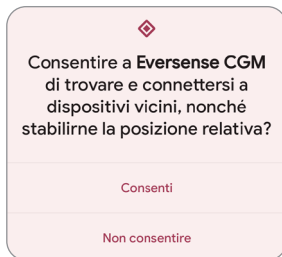 Consentire a Eversense CGM
di trovare e connettersi a
dispositivi vicini, nonché
stabilirne la posizione relativa?
Consenti
Non consentire